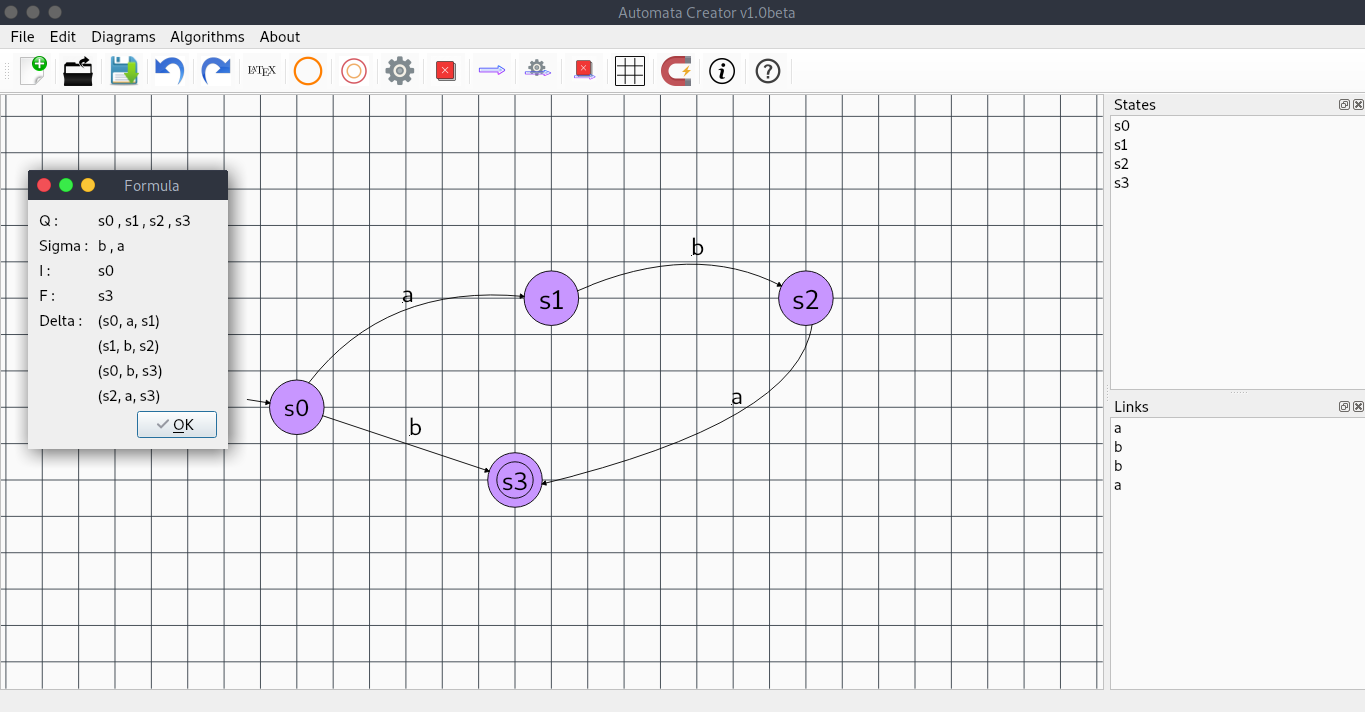 Automata Creator v1.0beta
File Edit Diagrams Algorithms About
LATEX
Formula
Q : s0 , s1 , s2 , s3
Sigma : b , a
I : s0
F : s3
Delta : (s0, a, s1)
(s1, b, s2)
(s0, b, s3)
(s2, a, s3)
OK
b
a
s1
s2
a
s0
b
s3
States
s0
s1
s2
s3
Links
a
b
b
a